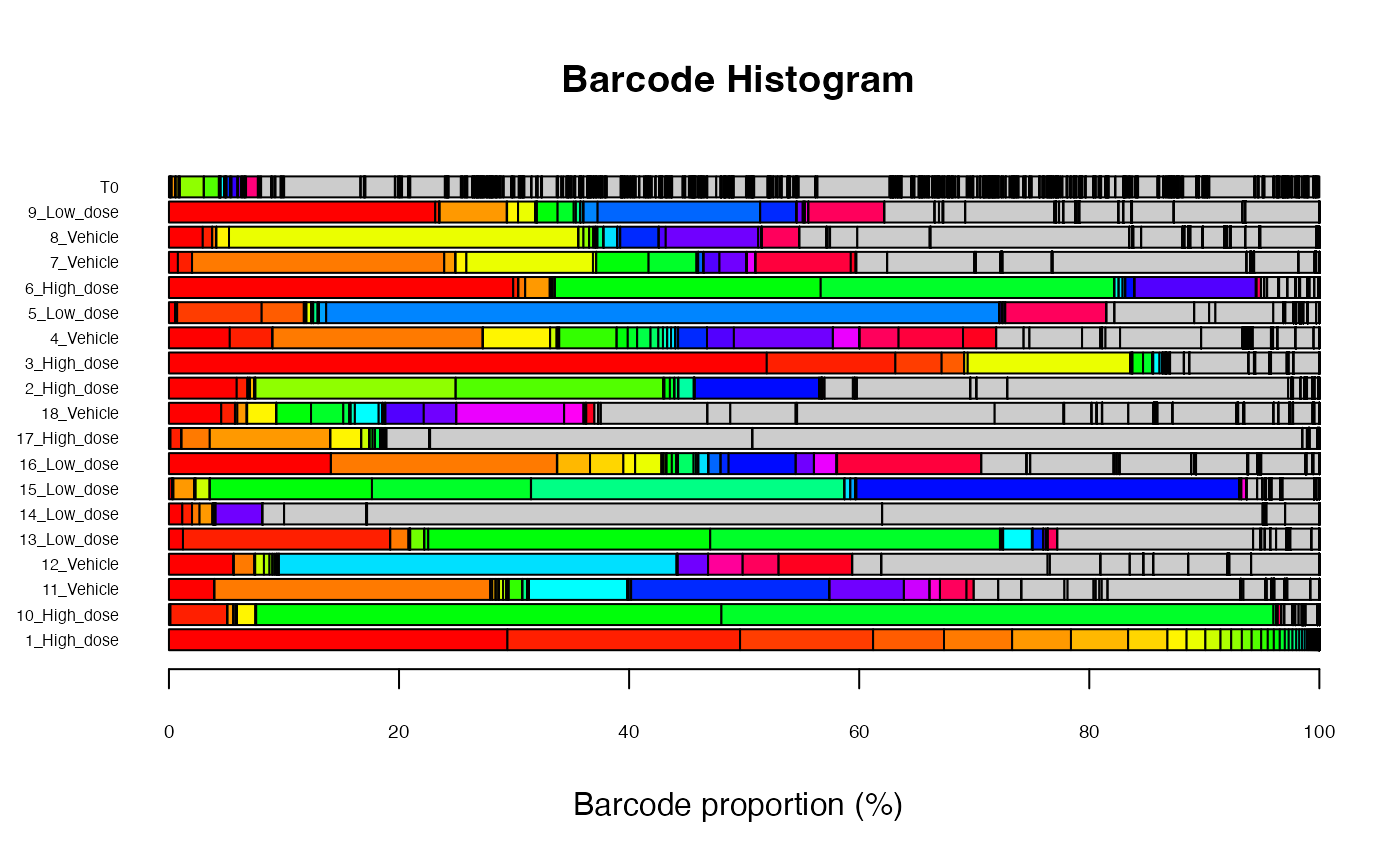 Barcode Histogram
T0
9_Low_dose
8_Vehicle
7_Vehicle
6_High_dose
5_Low_dose
4_Vehicle
3_High_dose
2_High_dose
18_Vehicle
17_High_dose
16_Low_dose
15_Low_dose
14_Low_dose
13_Low_dose
12_Vehicle
11_Vehicle
10_High_dose
1_High_dose
0 20 40 60 80 100
Barcode proportion (%)